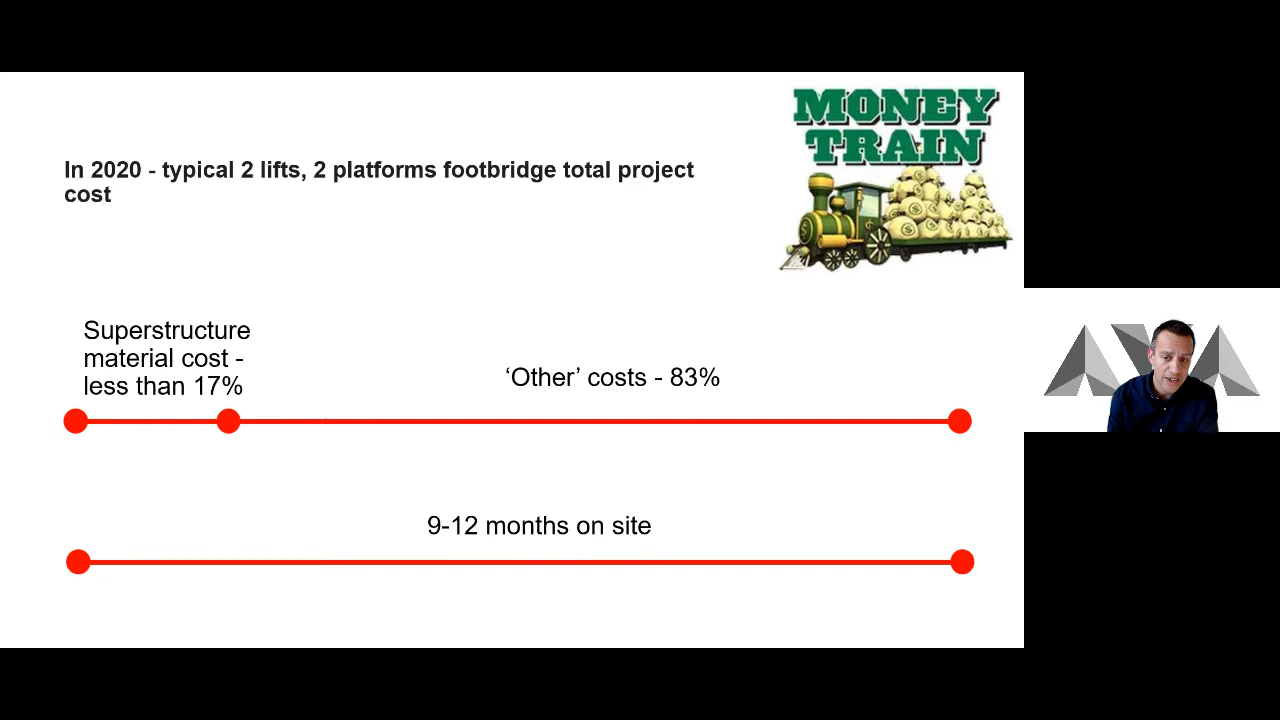 MONEY
TRAIN
In 2020 - typical 2 lifts, 2 platforms footbridge total project
cost
Superstructure
material cost -
less than 17%
‘Other’ costs - 83%
9-12 months on site
AVA